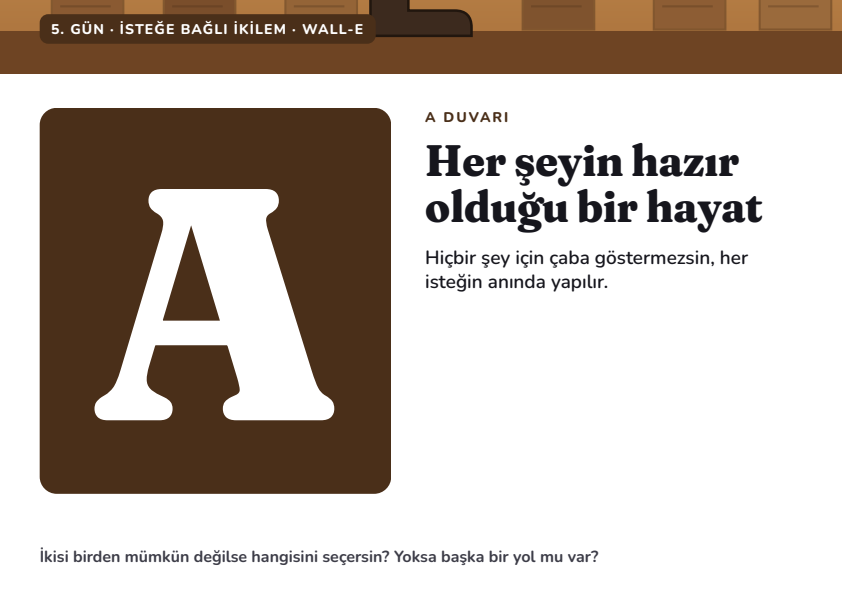 5. GÜN · İSTEĞE BAĞLI İKİLEM · WALL-E
A
A DUVARI
Her şeyin hazır
olduğu bir hayat
Hiçbir şey için çaba göstermezsin, her
isteğin anında yapılır.
İkisi birden mümkün değilse hangisini seçersin? Yoksa başka bir yol mu var?